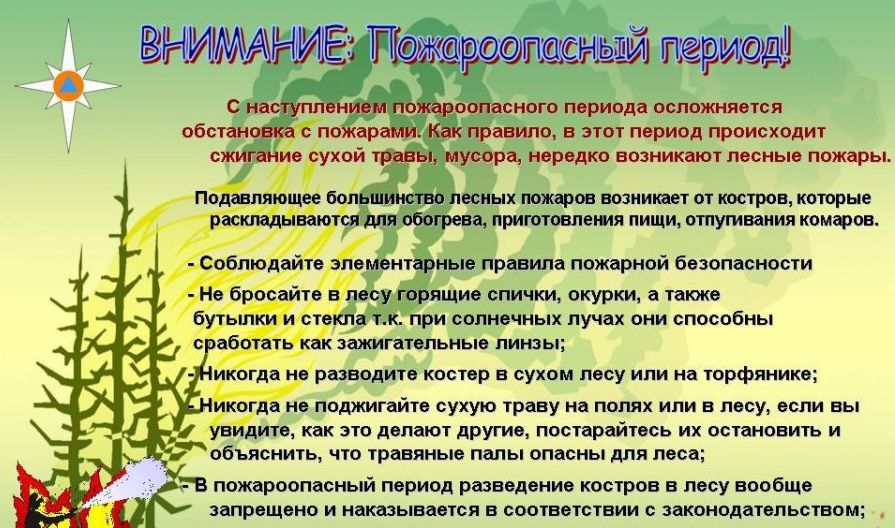 ВНИМАНИЕ: Пожароопасный период!
С наступлением пожароопасного периода осложняется
обстановка с пожарами. Как правило, в этот период происходит
сжигание сухой травы, мусора, нередко возникают лесные пожары.
Подавляющее большинство лесных пожаров возникает от костров, которые
раскладываются для обогрева, приготовления пищи, отпугивания комаров.
- Соблюдайте элементарные правила пожарной безопасности
- Не бросайте в лесу горящие спички, окурки, а также
бутылки и стекла т.к. при солнечных лучах они способны
сработать как зажигательные линзы;
- Никогда не разводите костер в сухом лесу или на торфянике;
- Никогда не поджигайте сухую траву на полях или в лесу, если вы
увидите, как это делают другие, постарайтесь их остановить и
объяснить, что травяные палы опасны для леса;
- В пожароопасный период разведение костров в лесу вообще
запрещено и наказывается в соответствии с законодательством;